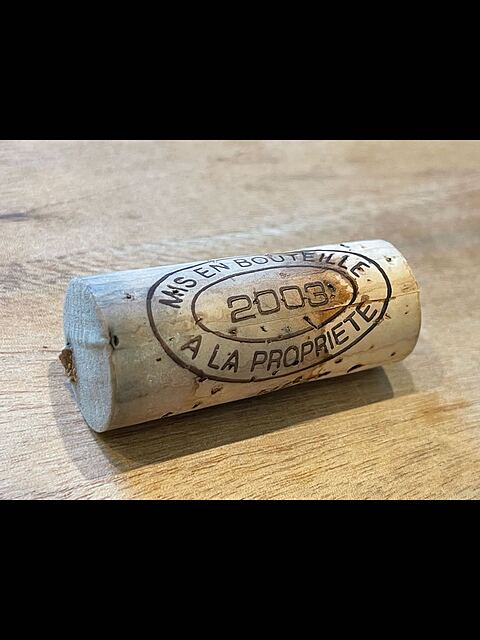 MIS EN BOUTEILLE
2003
A LA PROPRIETE